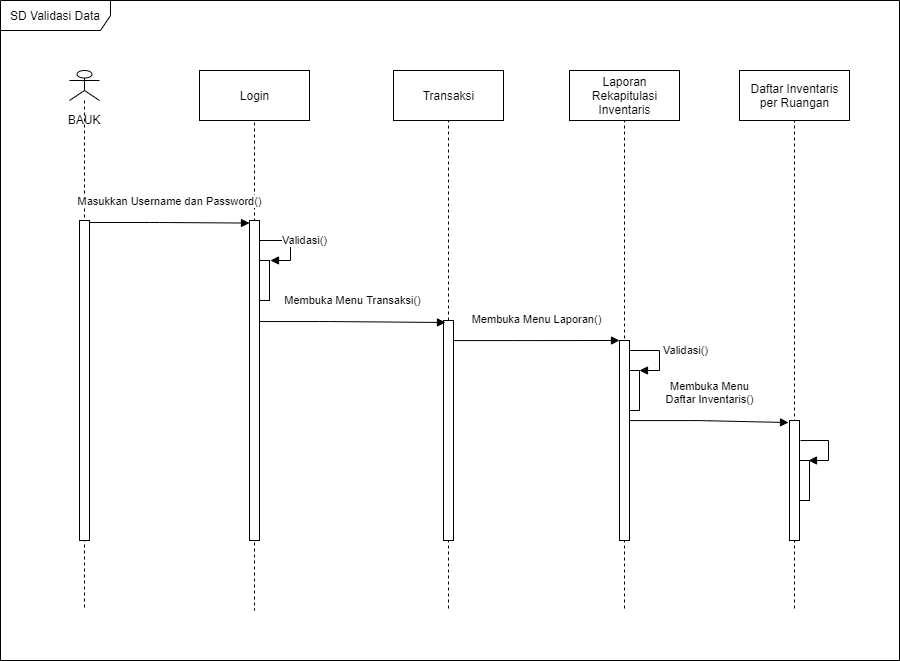 SD Validasi Data
BAUK
Login
Transaksi
Laporan
Rekapitulasi
Inventaris
Daftar Inventaris
per Ruangan
Masukkan Username dan Password()
Validasi()
Membuka Menu Transaksi()
Membuka Menu Laporan()
Validasi()
Membuka Menu
Daftar Inventaris()